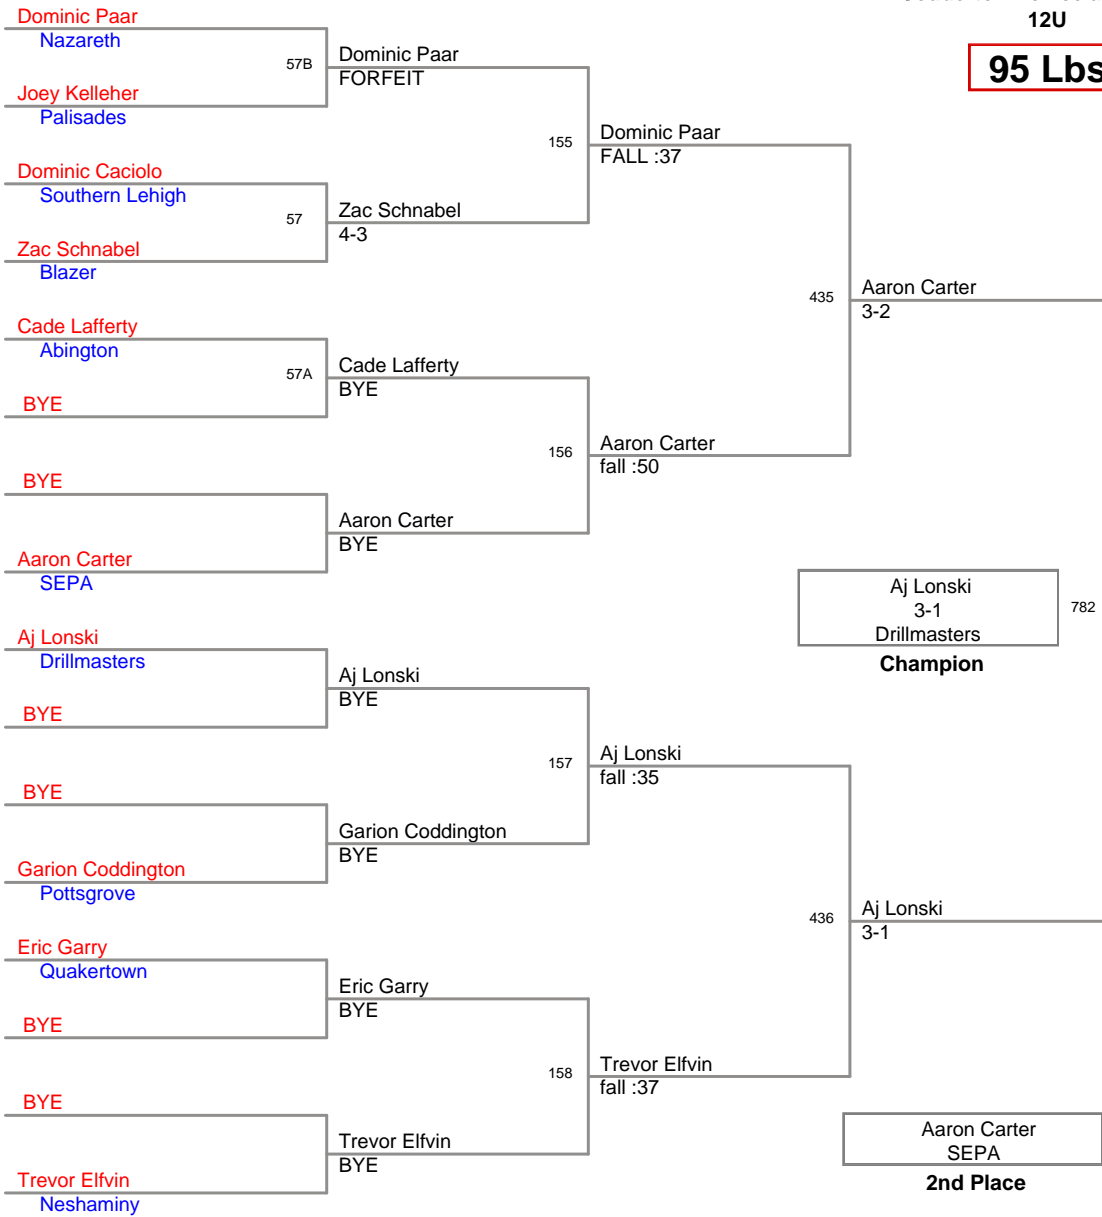 12U
95 Lbs
Dominic Paar
Nazareth
57B
Dominic Paar
FORFEIT
Joey Kelleher
Palisades
155
Dominic Paar
FALL :37
Dominic Caciolo
Southern Lehigh
57
Zac Schnabel
4-3
Zac Schnabel
Blazer
435
Aaron Carter
3-2
Cade Lafferty
Abington
57A
Cade Lafferty
BYE
BYE
156
Aaron Carter
fall :50
BYE
Aaron Carter
BYE
Aaron Carter
SEPA
Aj Lonski
3-1
Drillmasters
782
Champion
Aj Lonski
Drillmasters
Aj Lonski
BYE
BYE
157
Aj Lonski
fall :35
BYE
Garion Coddington
BYE
Garion Coddington
Pottsgrove
436
Aj Lonski
3-1
Eric Garry
Quakertown
Eric Garry
BYE
BYE
158
Trevor Elfvin
fall :37
BYE
Trevor Elfvin
BYE
Trevor Elfvin
Neshaminy
Aaron Carter
SEPA
2nd Place